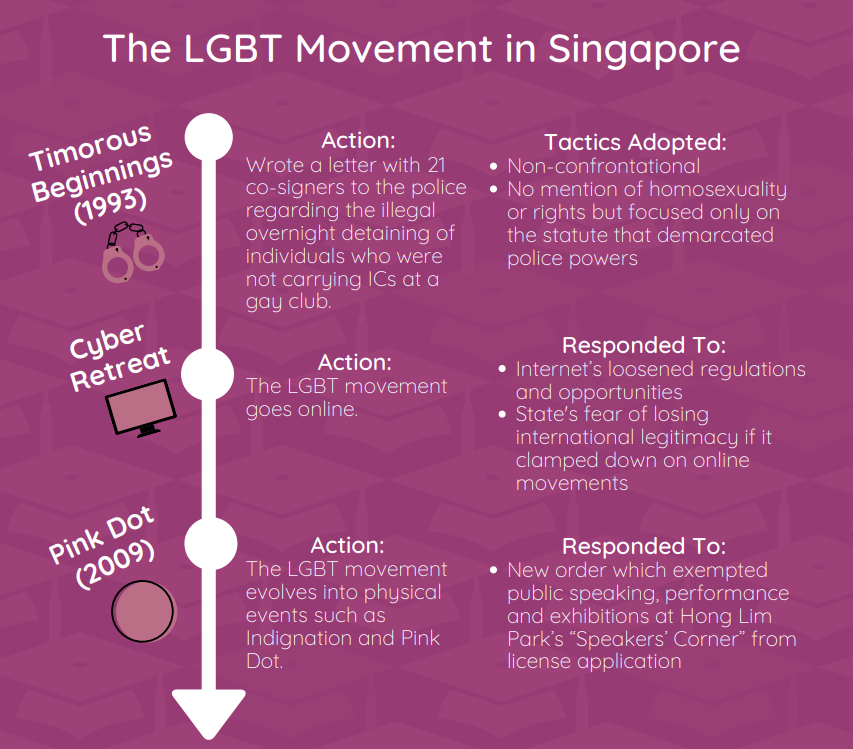 The LGBT Movement in Singapore
Timorous
Beginnings
(1993)
Action:
Wrote a letter with 21
co-signers to the police
regarding the illegal
overnight detaining of
individuals who were
not carrying ICs at a
gay club.
Tactics Adopted:
• Non-confrontational
• No mention of homosexuality
or rights but focused only on
the statute that demarcated
police powers
Cyber
Retreat
Action:
The LGBT movement
goes online.
Responded To:
• Internet's loosened regulations
and opportunities
• State's fear of losing
international legitimacy if it
clamped down on online
movements
Pink Dot
(2009)
Action:
The LGBT movement
evolves into physical
events such as
Indignation and Pink
Dot.
Responded To:
• New order which exempted
public speaking, performance
and exhibitions at Hong Lim
Park's “Speakers’ Corner” from
license application